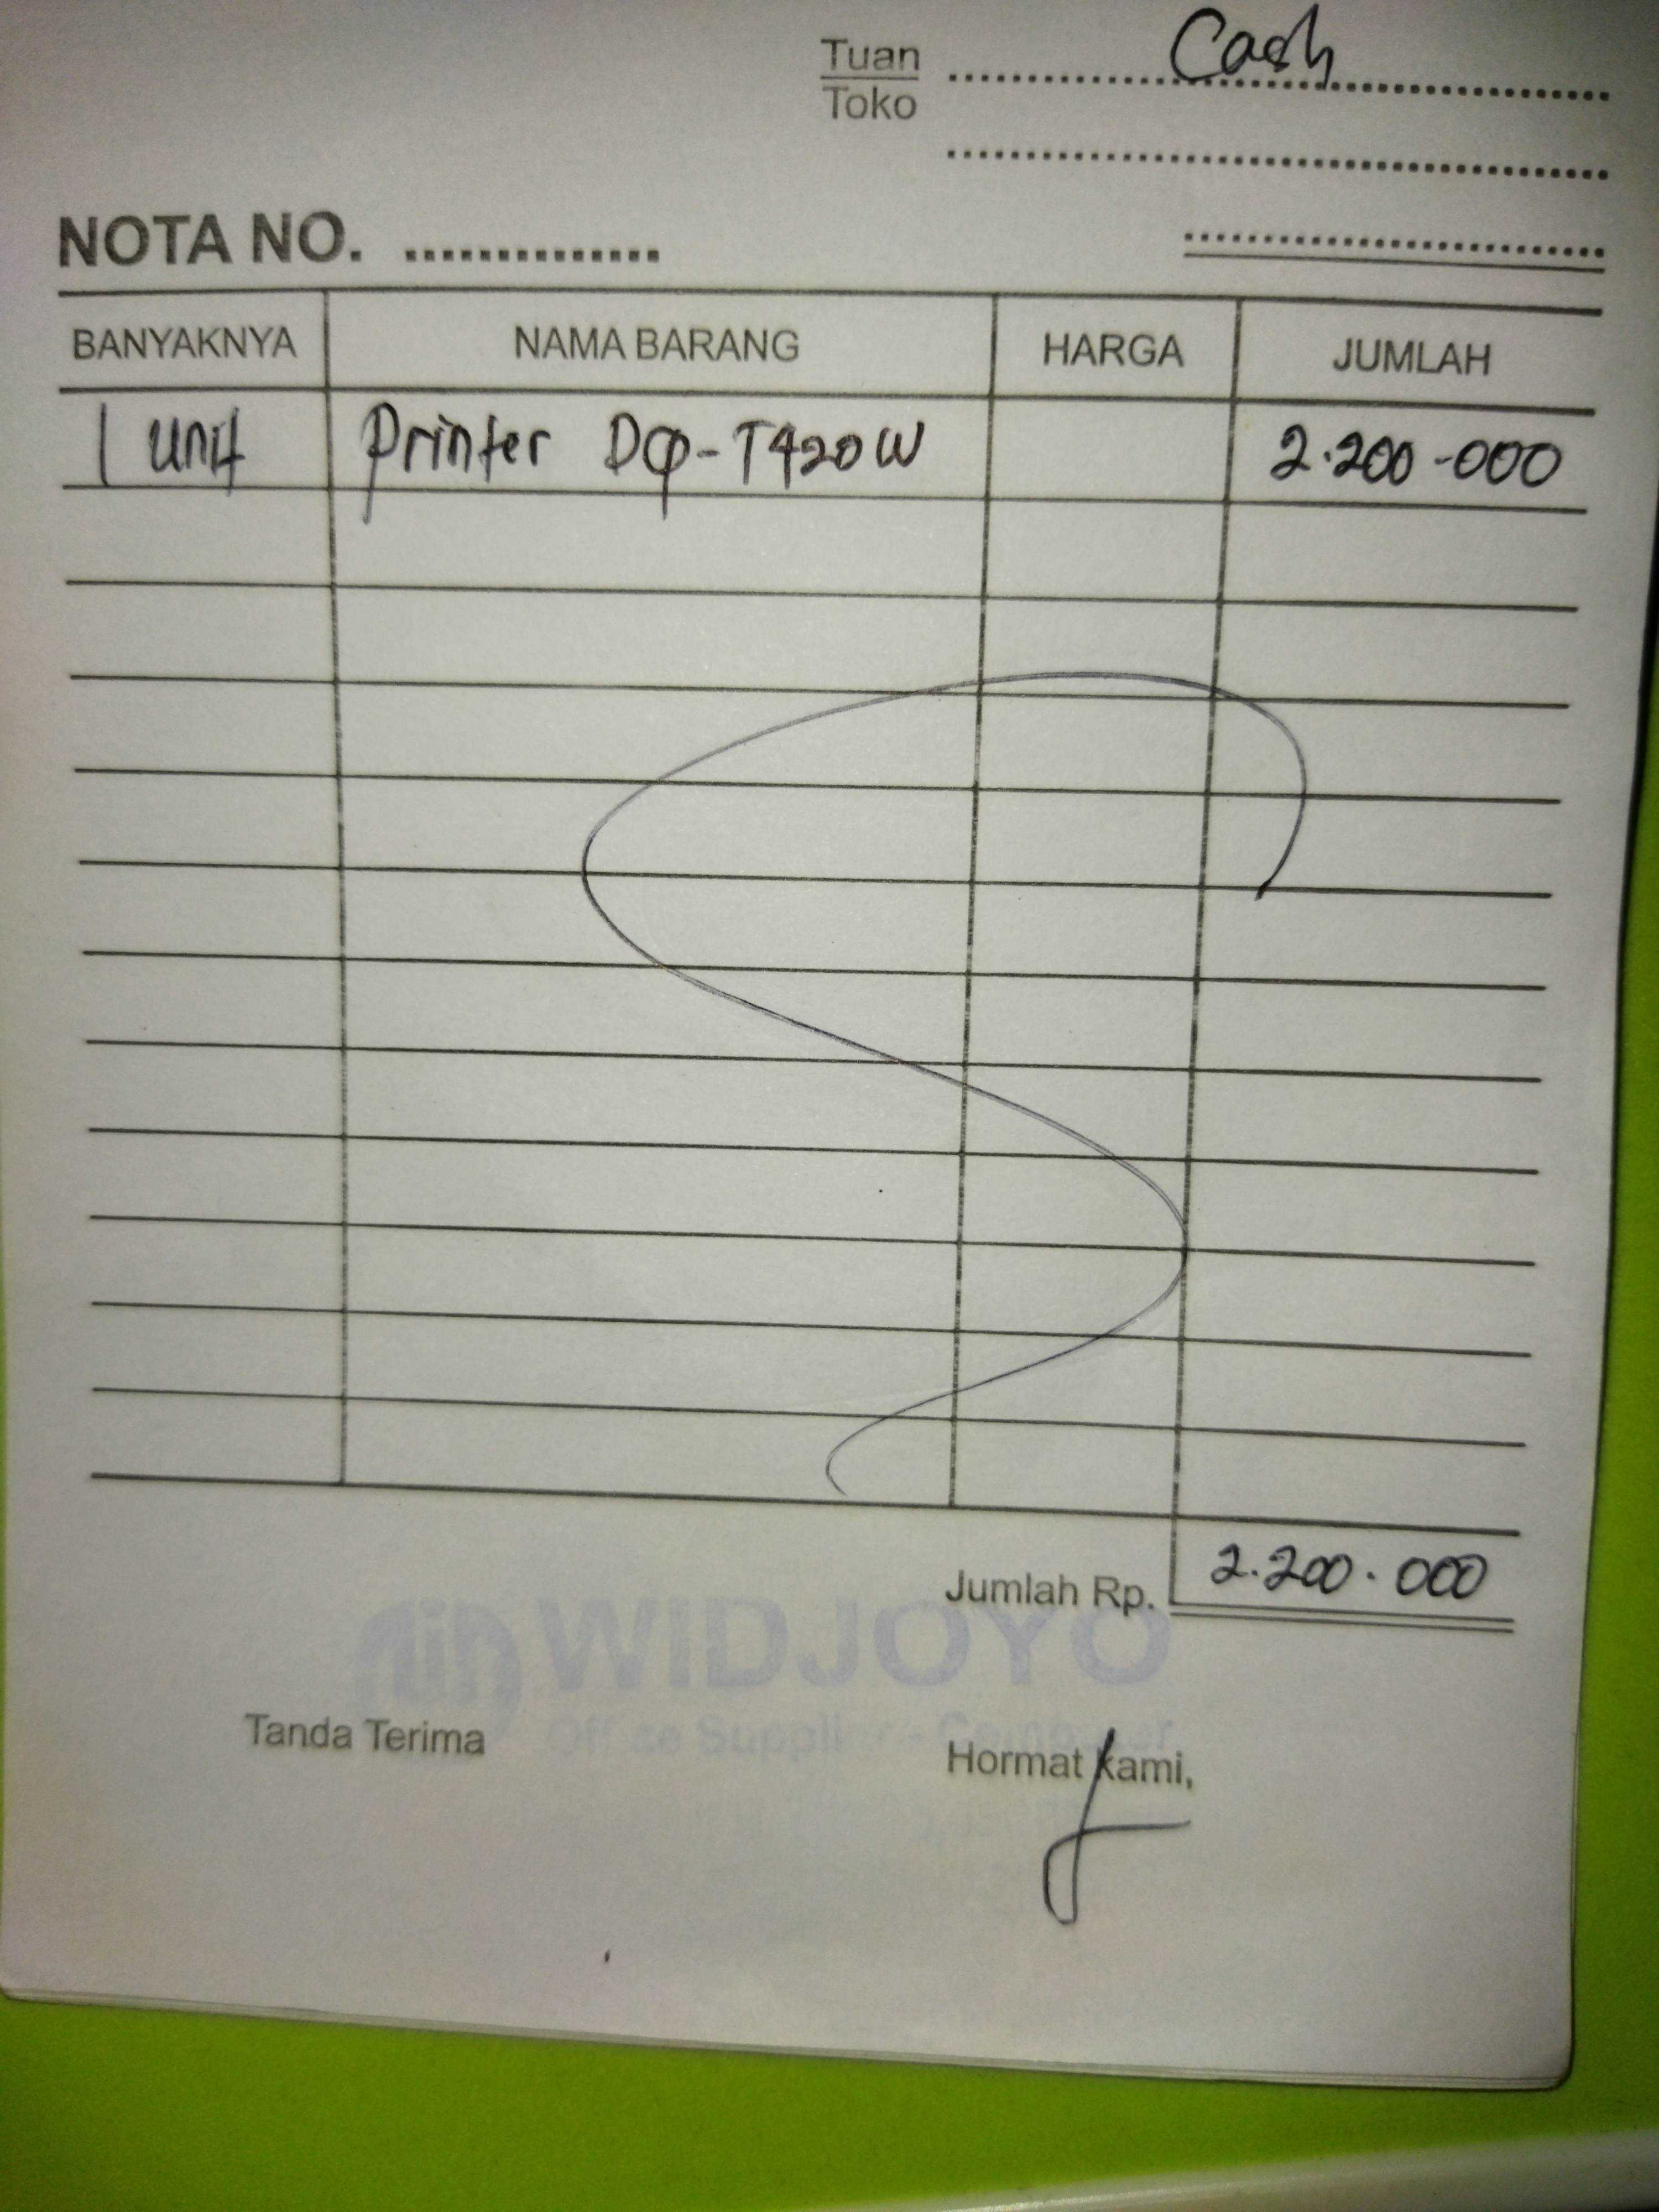 Tuan Cash
Toko
NOTA NO.
BANYAKNYA NAMA BARANG HARGA JUMLAH
1 unit Printer DCP-T420W 2.200-000
Jumlah Rp. 2.200.000
WIDJOYO
Tanda Terima
Hormat kami,